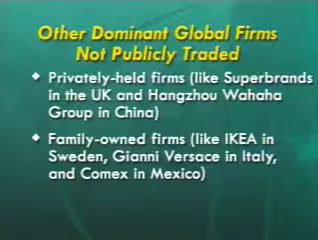 Other Dominant Global Firms
Not Publicly Traded
◆ Privately-held firms (like Superbrands
in the UK and Hangzhou Wahaha
Group in China)
◆ Family-owned firms (like IKEA in
Sweden, Gianni Versace in Italy,
and Comex in Mexico)